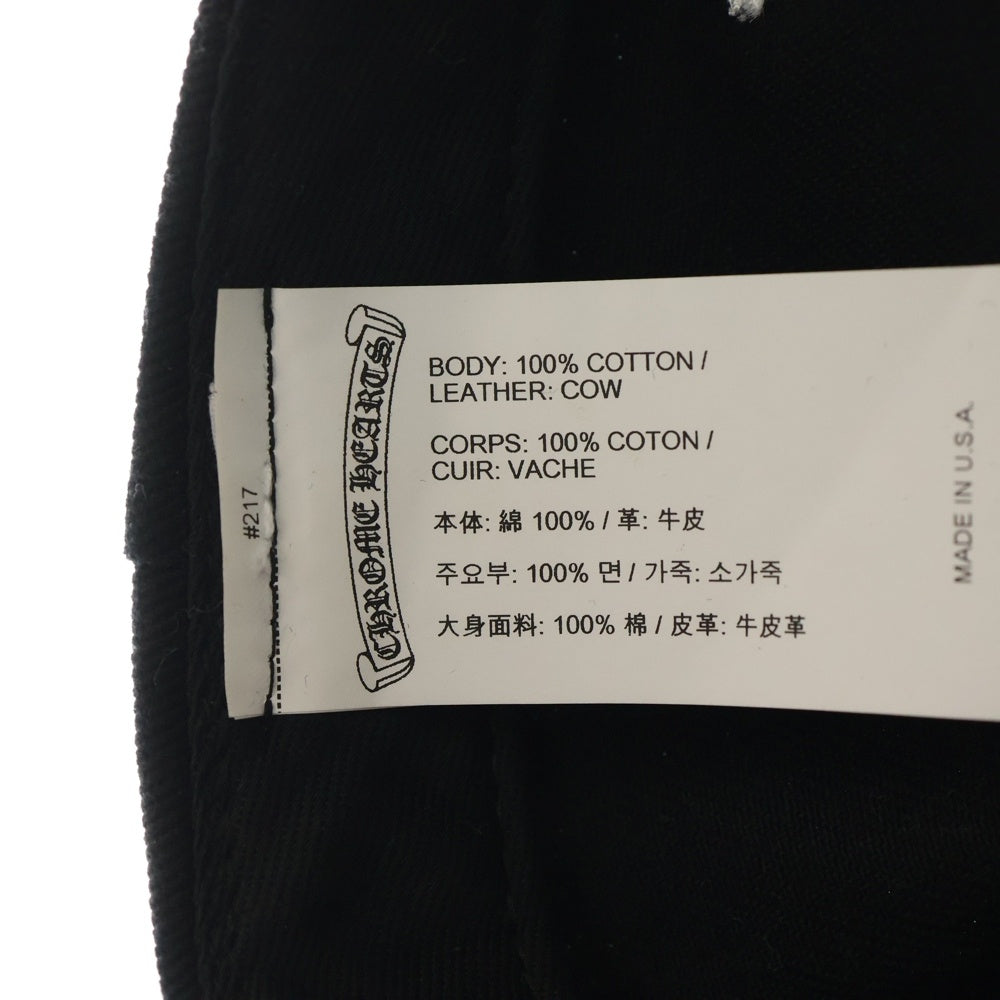 #217
CHROME HEARTS
BODY: 100% COTTON /
LEATHER: COW
CORPS: 100% COTON /
CUIR: VACHE
本体: 綿 100% / 革: 牛皮
주요부: 100% 면 / 가죽: 소가죽
大身面料: 100% 棉 / 皮革: 牛皮革
MADE IN U.S.A.